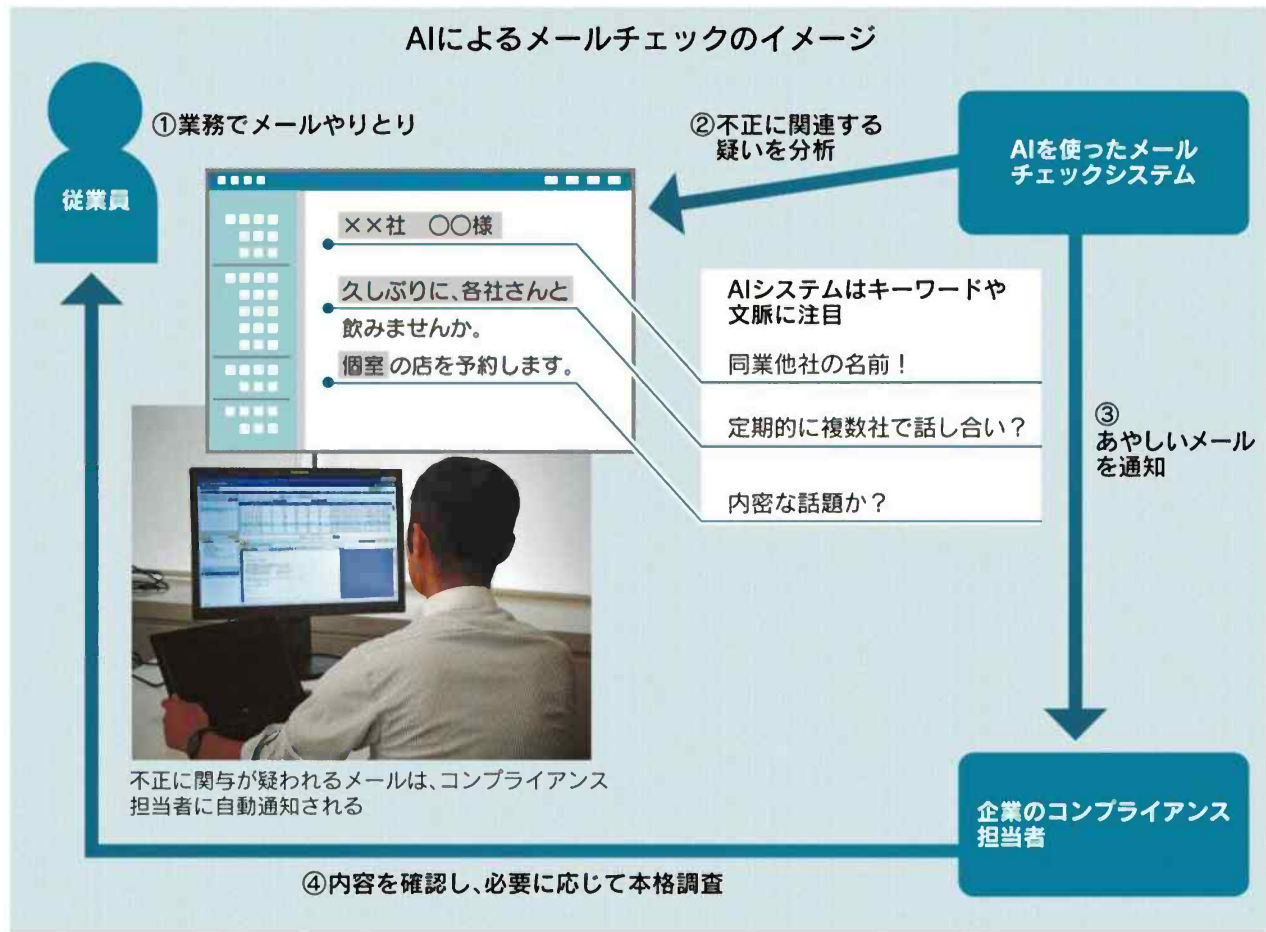 AIによるメールチェックのイメージ
①業務でメールやりとり
②不正に関連する
疑いを分析
AIを使ったメール
チェックシステム
従業員
××社　〇〇様
久しぶりに、各社さんと
飲みませんか。
個室の店を予約します。
AIシステムはキーワードや
文脈に注目
同業他社の名前！
定期的に複数社で話し合い？
内密な話題か？
③
あやしいメール
を通知
不正に関与が疑われるメールは、コンプライアンス
担当者に自動通知される
企業のコンプライアンス
担当者
④内容を確認し、必要に応じて本格調査